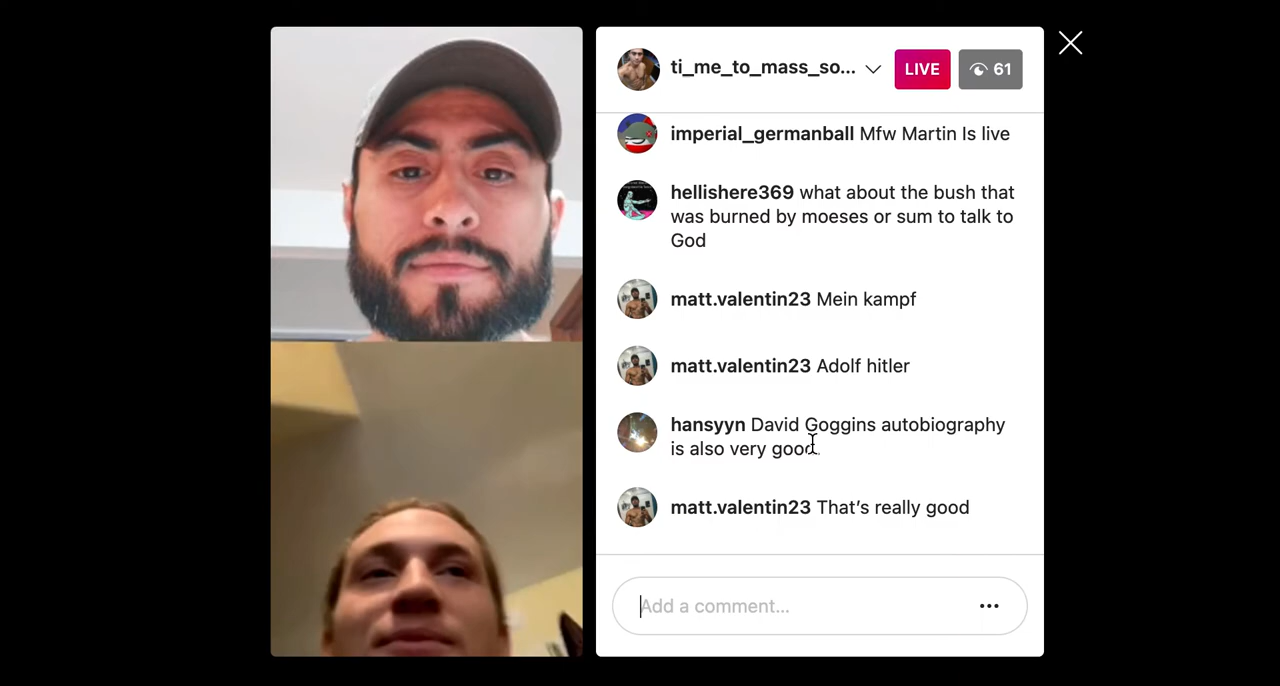 ti_me_to_mass_so...
LIVE
61
imperial_germanball Mfw Martin Is live
hellishere369 what about the bush that
was burned by moeses or sum to talk to
God
matt.valentin23 Mein kampf
matt.valentin23 Adolf hitler
hansyyn David Goggins autobiography
is also very good.
matt.valentin23 That's really good
Add a comment...